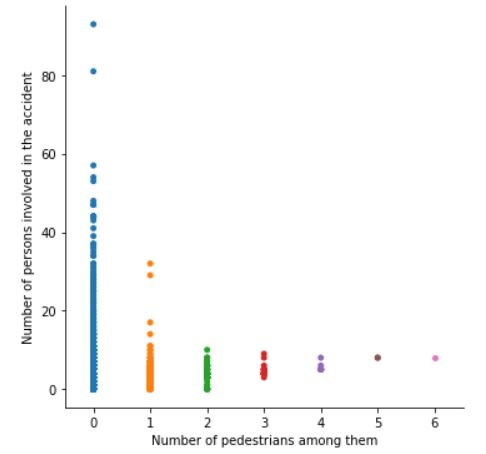 Number of persons involved in the accident
80
60
40
20
0
0 1 2 3 4 5 6
Number of pedestrians among them